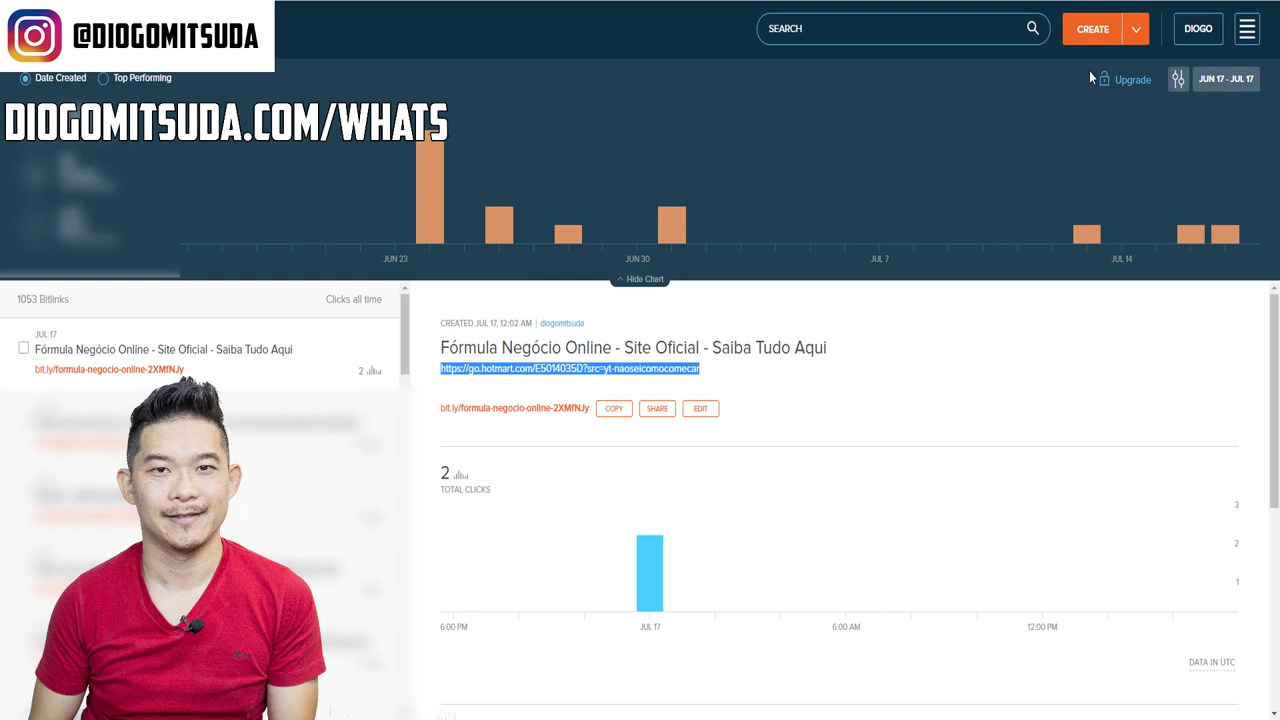 @DIOGOMITSUDA
SEARCH
CREATE
DIOGO
Date Created
Top Performing
Upgrade
JUN 17 - JUL 17
DIOGOMITSUDA.COM/WHATS
JUN 23
JUN 30
JUL 7
JUL 14
Hide Chart
1053 Bitlinks
Clicks all time
JUL 17
Fórmula Negócio Online - Site Oficial - Saiba Tudo Aqui
bit.ly/formula-negocio-online-2XMfNJy
2
CREATED JUL 17, 12:02 AM | diogomitsuda
Fórmula Negócio Online - Site Oficial - Saiba Tudo Aqui
https://go.hotmart.com/E5014035D?src=yt-naoseicomocomecar
bit.ly/formula-negocio-online-2XMfNJy
COPY
SHARE
EDIT
2
TOTAL CLICKS
3
2
1
6:00 PM
JUL 17
6:00 AM
12:00 PM
DATA IN UTC